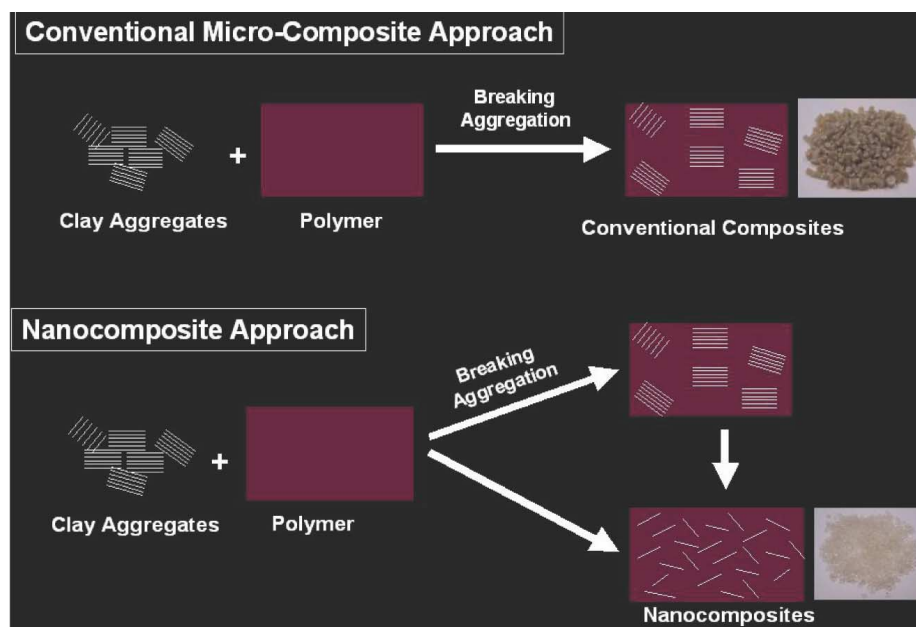 Conventional Micro-Composite Approach
Breaking
Aggregation
+
Clay Aggregates
Polymer
Conventional Composites
Nanocomposite Approach
Breaking
Aggregation
+
Clay Aggregates
Polymer
Nanocomposites